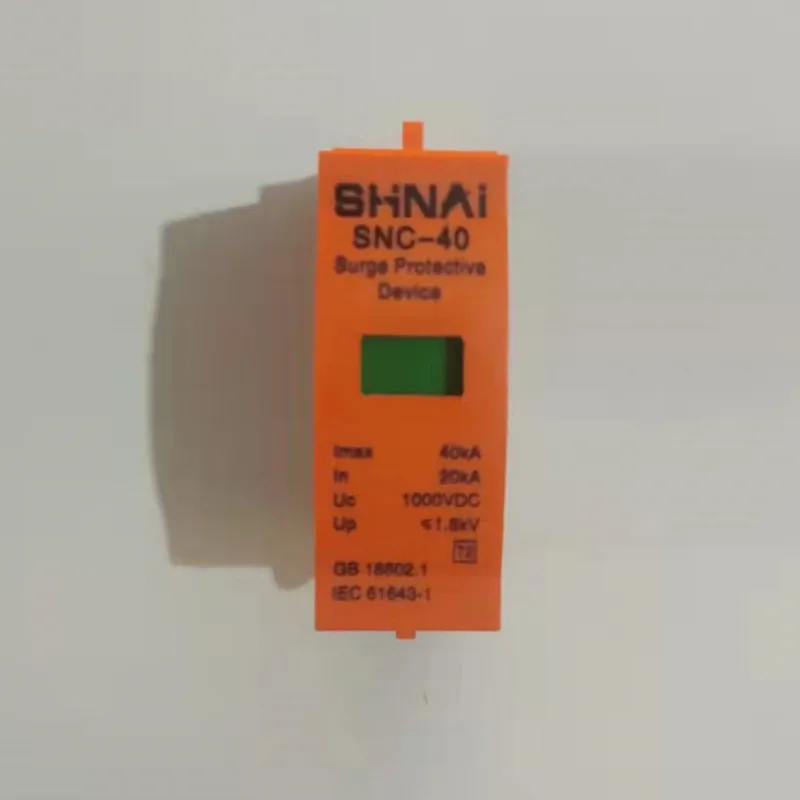 SHNAi
SNC-40
Surge Protective
Device
Imax 40kA
In 20kA
Uc 1000VDC
Up ≤1.8kV
T2
GB 18802.1
IEC 61643-1